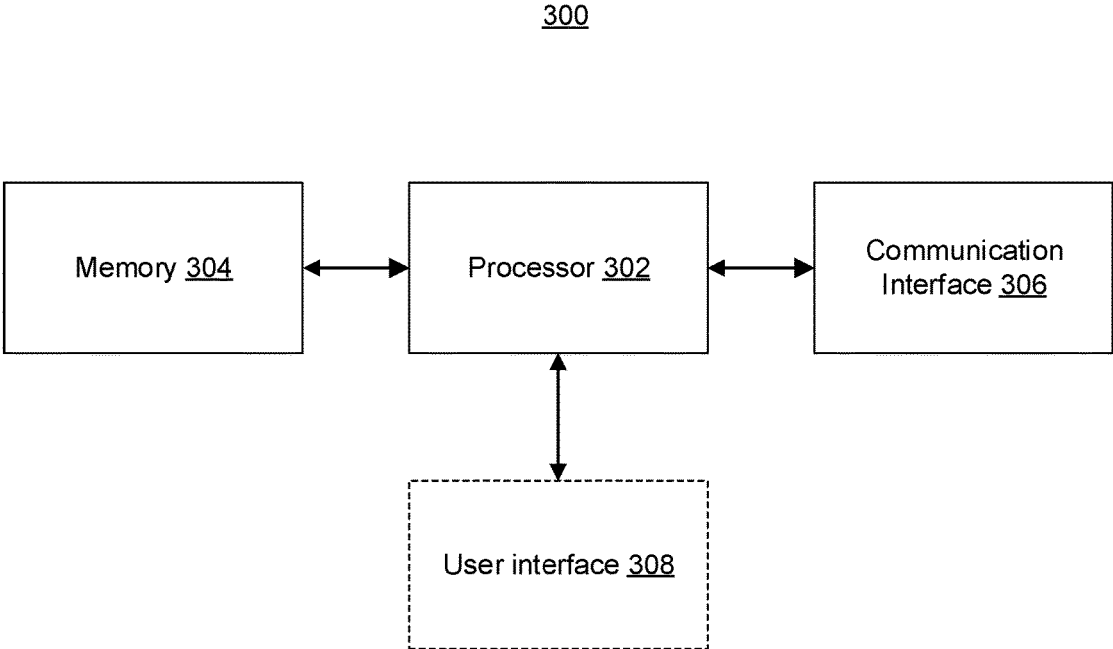 300
Memory 304
Processor 302
Communication
Interface 306
User interface 308